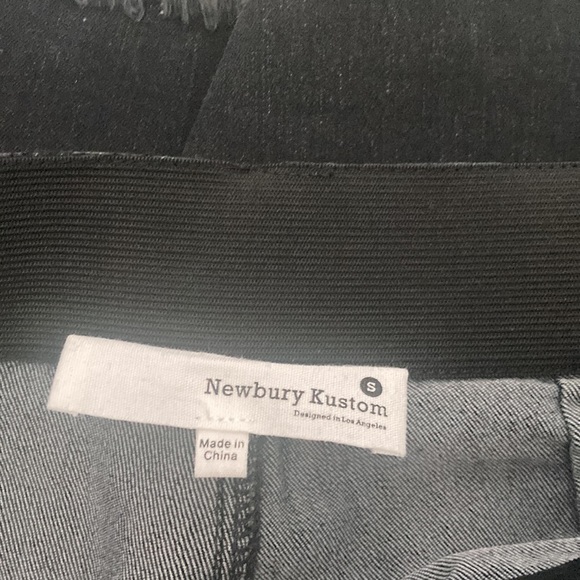 S
Newbury Kustom
Designed in Los Angeles
Made in
China